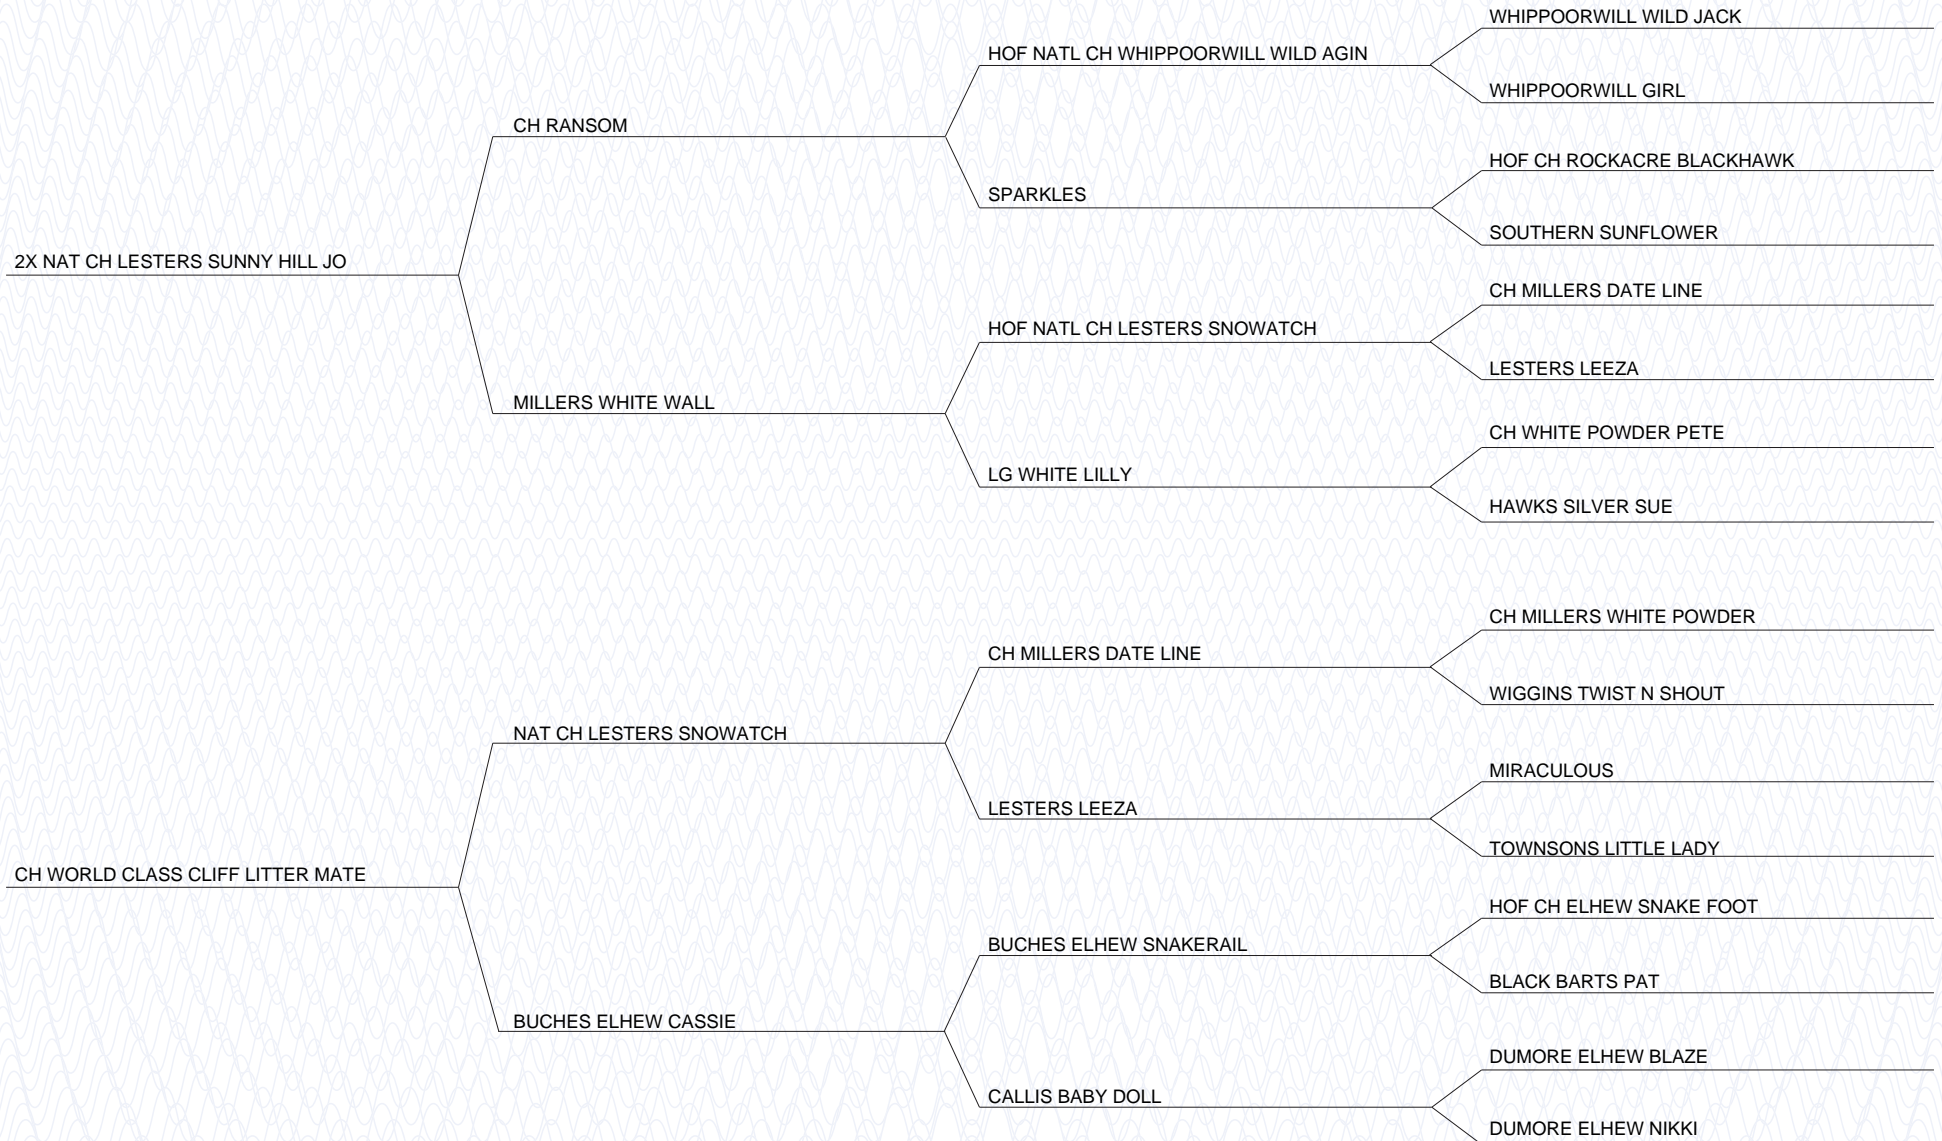 WHIPPOORWILL WILD JACK
HOF NATL CH WHIPPOORWILL WILD AGIN
WHIPPOORWILL GIRL
CH RANSOM
HOF CH ROCKACRE BLACKHAWK
SPARKLES
SOUTHERN SUNFLOWER
2X NAT CH LESTERS SUNNY HILL JO
CH MILLERS DATE LINE
HOF NATL CH LESTERS SNOWATCH
LESTERS LEEZA
MILLERS WHITE WALL
CH WHITE POWDER PETE
LG WHITE LILLY
HAWKS SILVER SUE
CH MILLERS WHITE POWDER
CH MILLERS DATE LINE
WIGGINS TWIST N SHOUT
NAT CH LESTERS SNOWATCH
MIRACULOUS
LESTERS LEEZA
TOWNSONS LITTLE LADY
CH WORLD CLASS CLIFF LITTER MATE
HOF CH ELHEW SNAKE FOOT
BUCHES ELHEW SNAKERAIL
BLACK BARTS PAT
BUCHES ELHEW CASSIE
DUMORE ELHEW BLAZE
CALLIS BABY DOLL
DUMORE ELHEW NIKKI